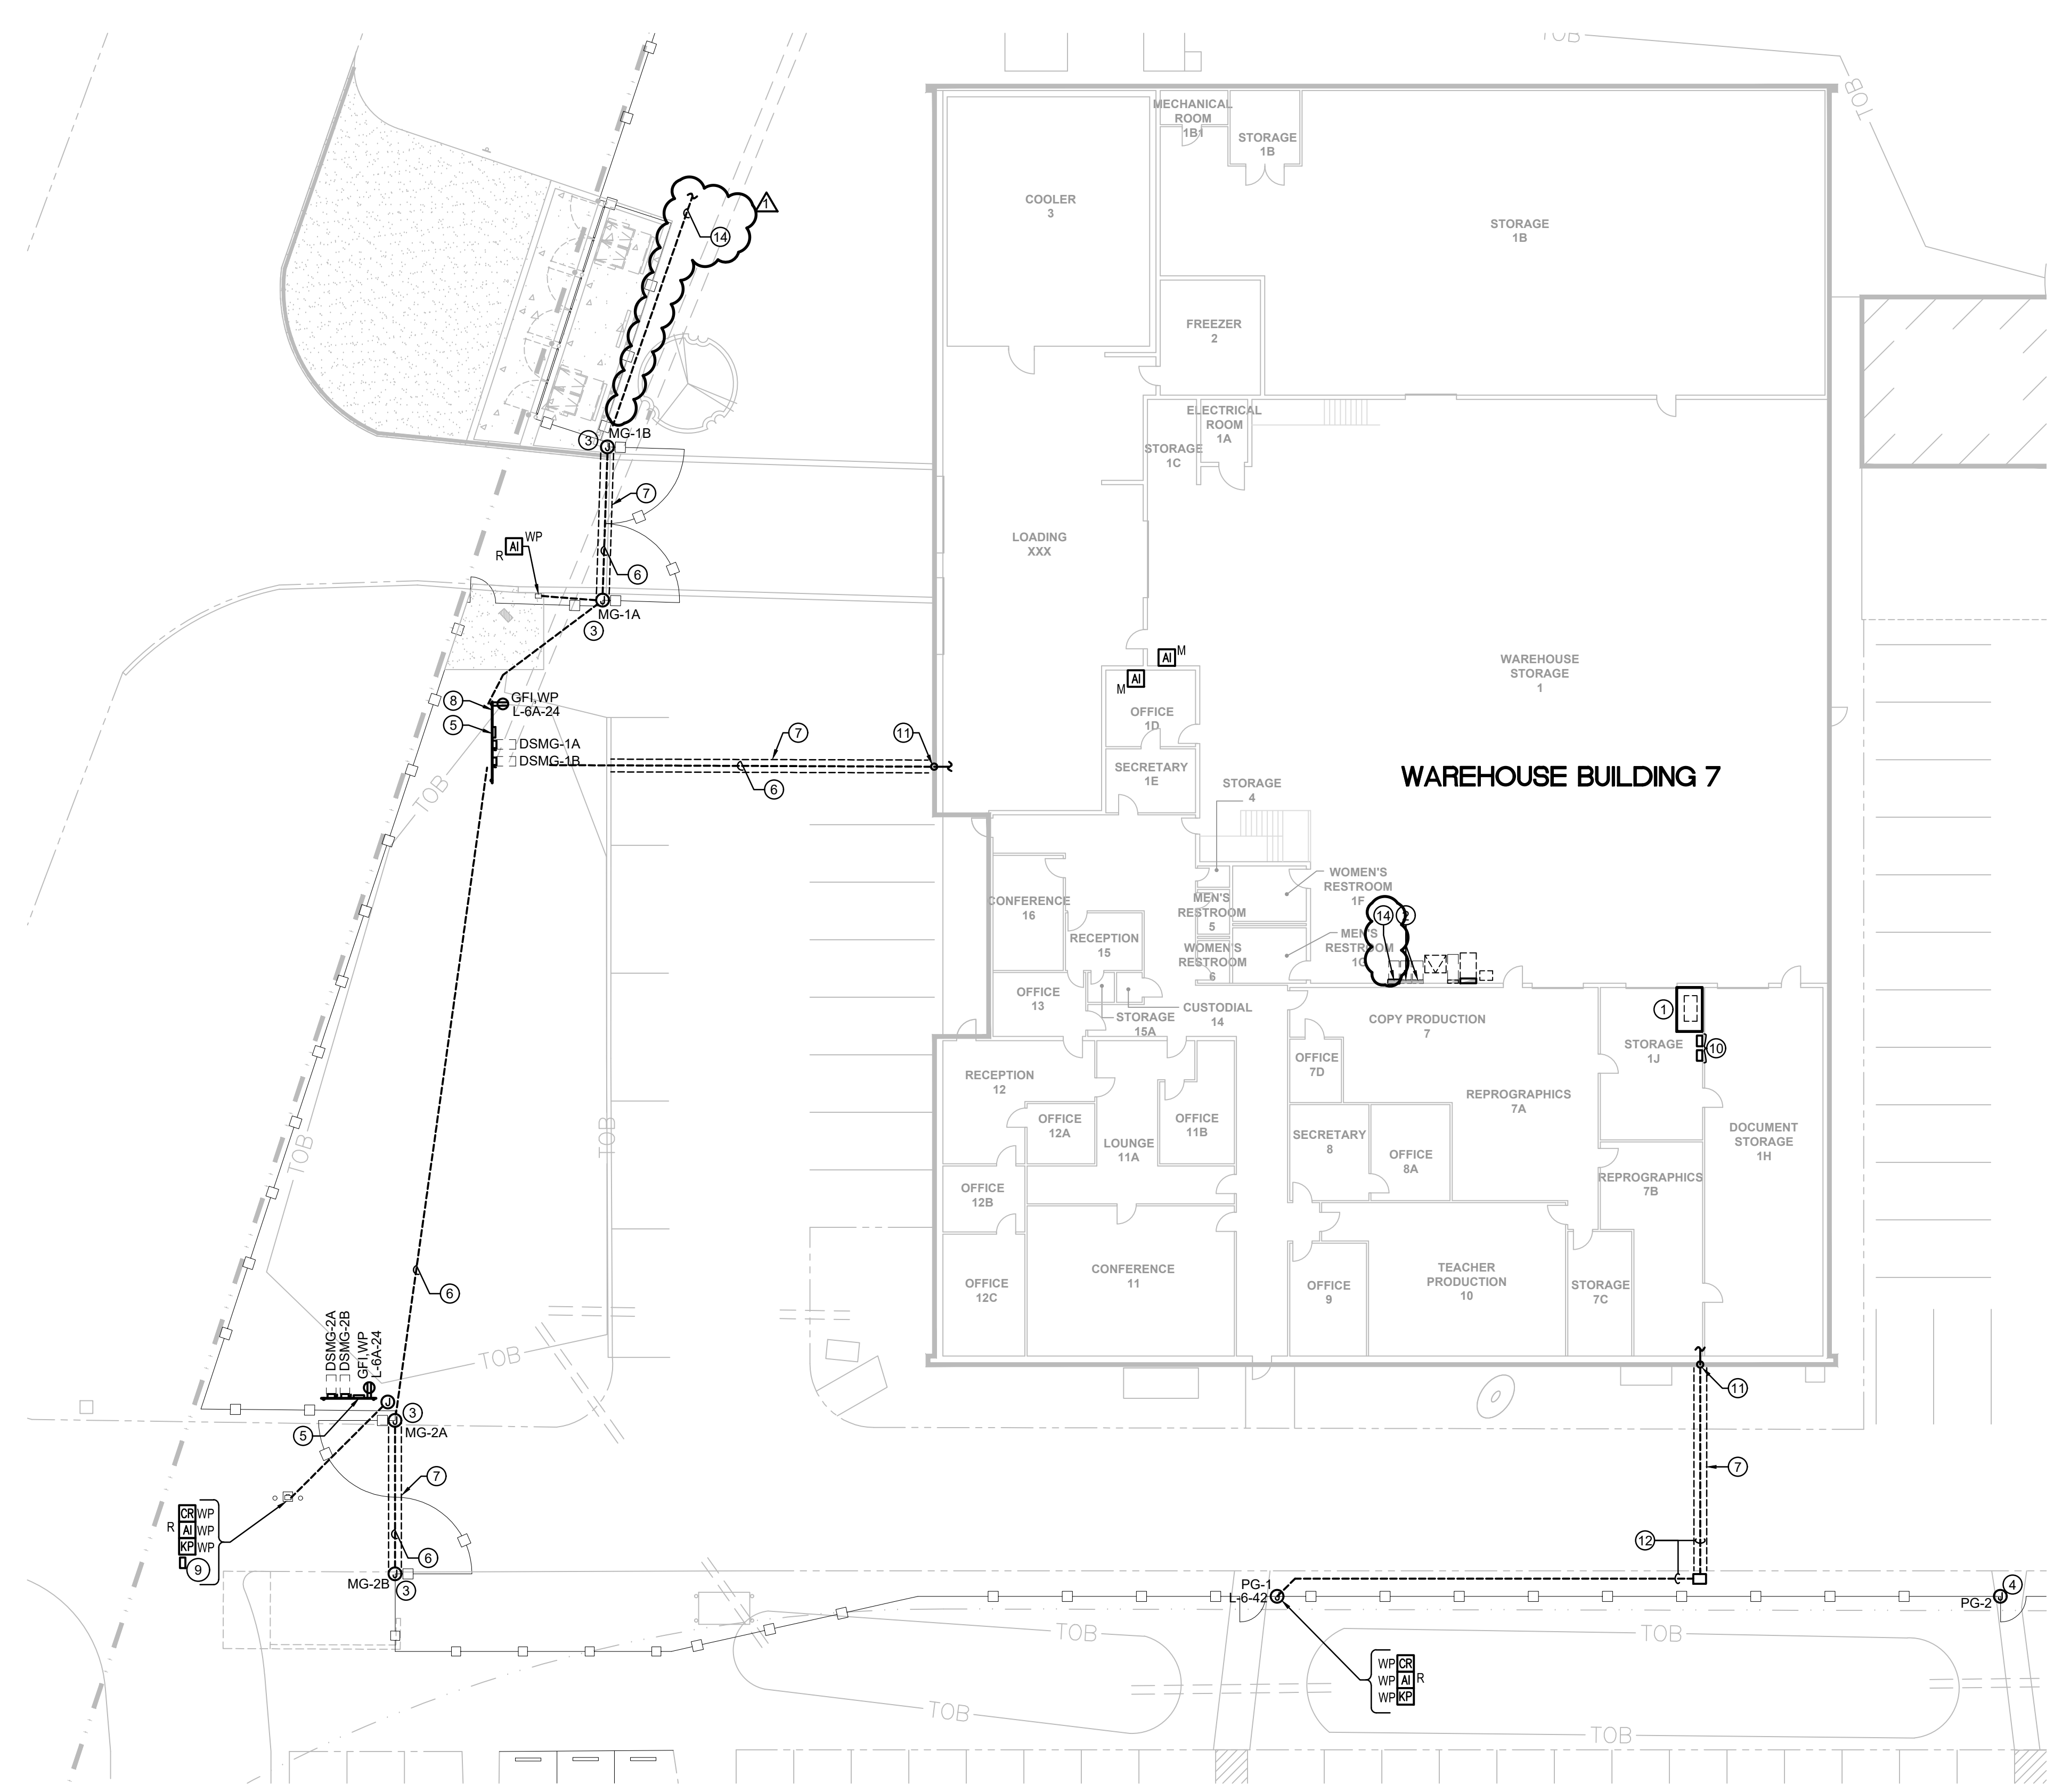 TOB
TOB
MECHANICAL
ROOM
1B1
STORAGE
1B
COOLER
3
STORAGE
1B
1
14
FREEZER
2
ELECTRICAL
ROOM
1A
STORAGE
1C
MG-1B
3
7
LOADING
XXX
WP
AI
R
6
MG-1A
3
AI
M
AI
M
WAREHOUSE
STORAGE
1
OFFICE
1D
8
GFI,WP
L-6A-24
5
DSMG-1A
DSMG-1B
7
11
6
TOB
SECRETARY
1E
STORAGE
4
WAREHOUSE BUILDING 7
WOMEN'S
RESTROOM
1F
CONFERENCE
16
MEN'S
RESTROOM
5
14
2
RECEPTION
15
WOMEN'S
RESTROOM
6
MEN'S
RESTROOM
1G
OFFICE
13
STORAGE
15A
CUSTODIAL
14
COPY PRODUCTION
7
1
10
STORAGE
1J
OFFICE
7D
RECEPTION
12
REPROGRAPHICS
7A
OFFICE
12A
OFFICE
11B
LOUNGE
11A
SECRETARY
8
OFFICE
8A
DOCUMENT
STORAGE
1H
TOB
TOB
OFFICE
12B
REPROGRAPHICS
7B
CONFERENCE
11
OFFICE
12C
OFFICE
9
TEACHER
PRODUCTION
10
STORAGE
7C
6
DSMG-2A
DSMG-2B
GFI,WP
L-6A-24
TOB
J
J
3
MG-2A
5
11
7
7
CR WP
R AI WP
KP WP
9
6
MG-2B
J
3
12
PG-1
L-6-42
J
PG-2
J
4
TOB
TOB
WP CR
WP AI R
WP KP
TOB
TOB